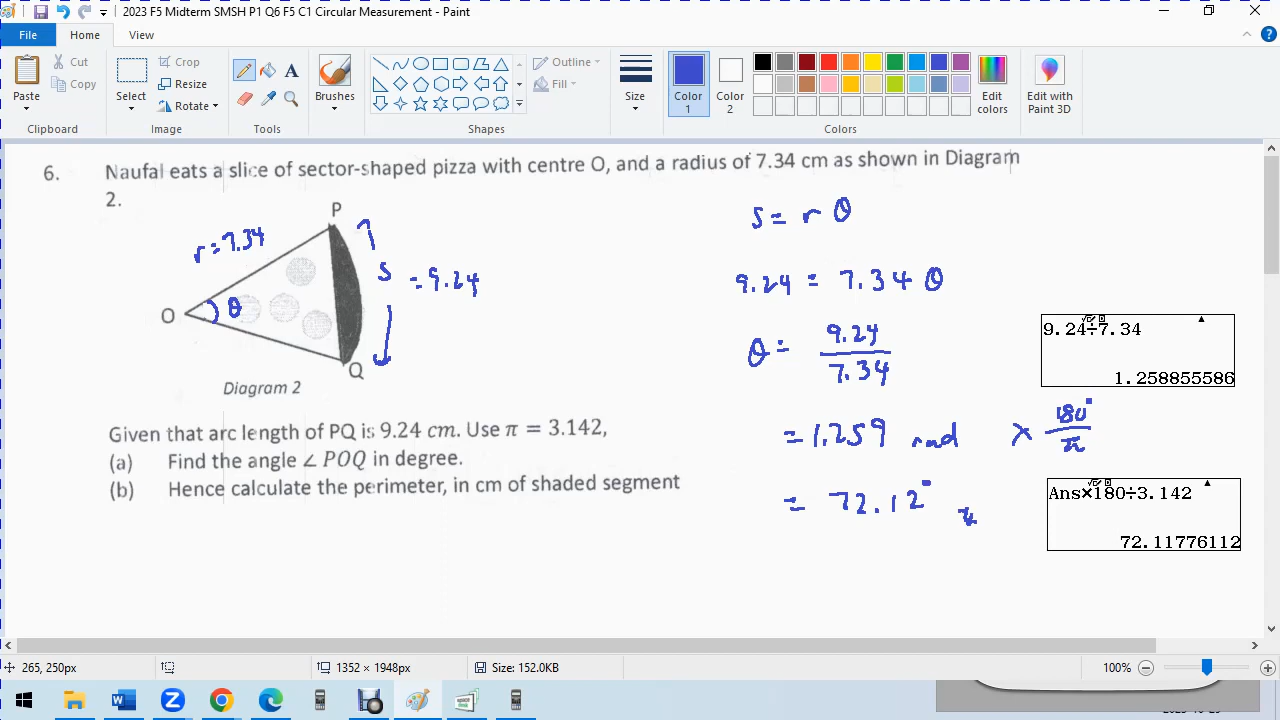 2023 F5 Midterm SMSH P1 Q6 F5 C1 Circular Measurement - Paint
File Home View
Paste Cut Copy Clipboard
Select Crop Resize Rotate Image
Tools
Brushes
Outline Fill Shapes
Size
Color 1 Color 2 Edit colors Colors
Edit with Paint 3D
6. Naufal eats a slice of sector-shaped pizza with centre O, and a radius of 7.34 cm as shown in Diagram
2.
P
r = 7.34
S = 9.24
θ
O
Q
Diagram 2
Given that arc length of PQ is 9.24 cm. Use π = 3.142,
(a) Find the angle ∠ POQ in degree.
(b) Hence calculate the perimeter, in cm of shaded segment
S = r θ
9.24 = 7.34 θ
θ = 9.24 / 7.34
= 1.259 rad × 180° / π
= 72.12°
9.24÷7.34
1.258855586
Ans×180÷3.142
72.11776112
265, 250px 1352 × 1948px Size: 152.0KB 100%